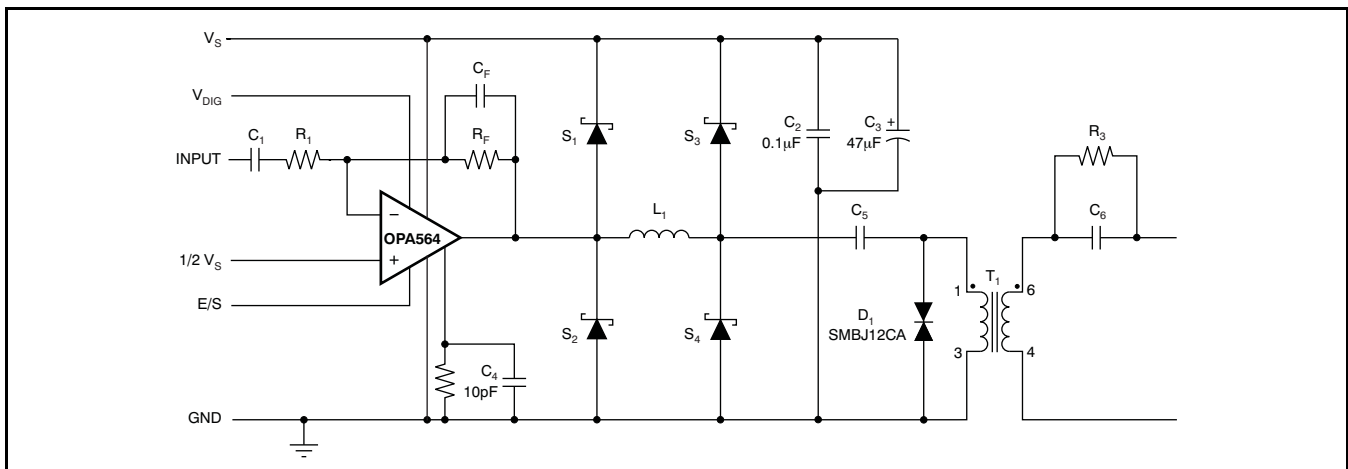 V_S
C_F
V_DIG
C_1
R_1
R_F
S_1
S_3
C_2
0.1μF
C_3
+
47μF
R_3
INPUT
−
OPA564
+
L_1
C_5
C_6
1/2 V_S
E/S
T_1
1
6
D_1
SMBJ12CA
S_2
S_4
3
4
C_4
10pF
GND